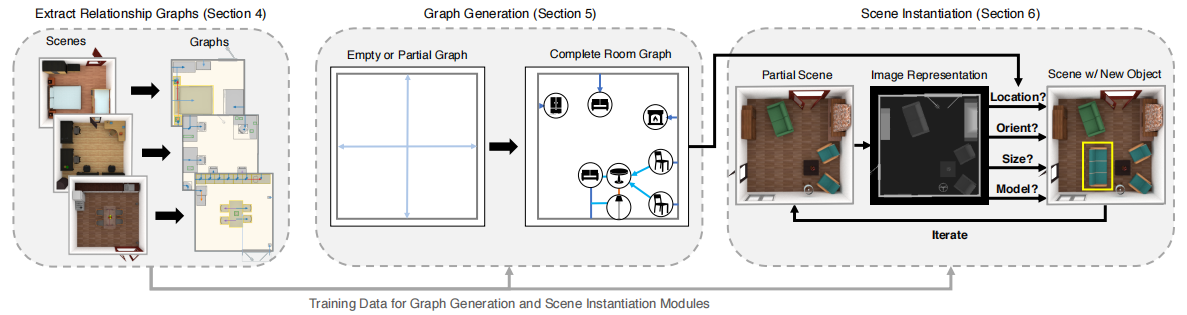 Extract Relationship Graphs (Section 4)
Scenes
Graphs
Graph Generation (Section 5)
Empty or Partial Graph
Complete Room Graph
Scene Instantiation (Section 6)
Partial Scene
Image Representation
Scene w/ New Object
Location?
Orient?
Size?
Model?
Iterate
Training Data for Graph Generation and Scene Instantiation Modules